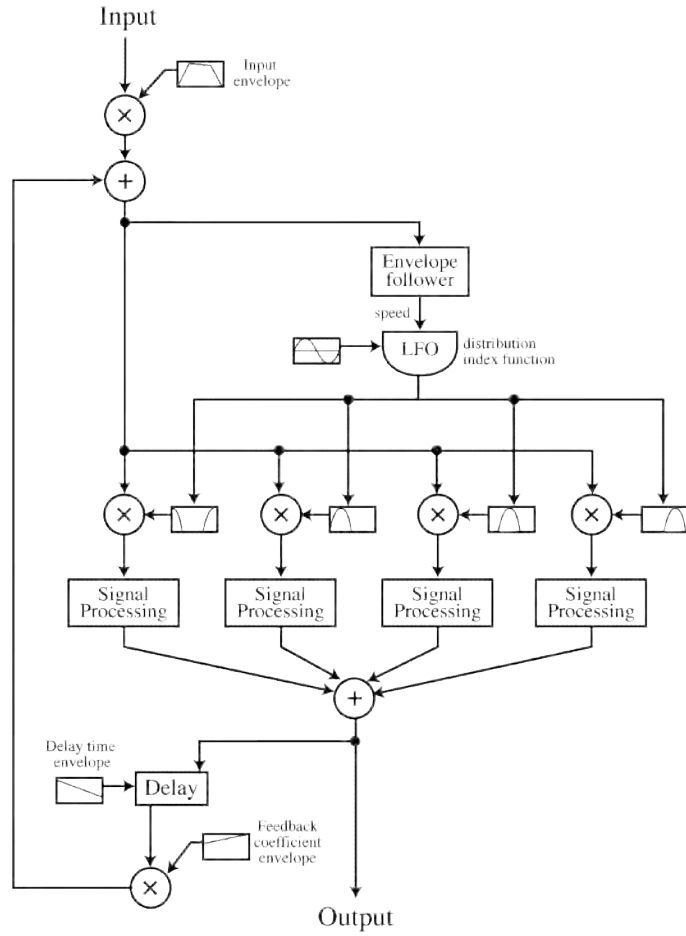 Input
Input
envelope
×
+
Envelope
follower
speed
LFO
distribution
index function
×
×
×
×
Signal
Processing
Signal
Processing
Signal
Processing
Signal
Processing
+
Delay time
envelope
Delay
Feedback
coefficient
envelope
×
Output